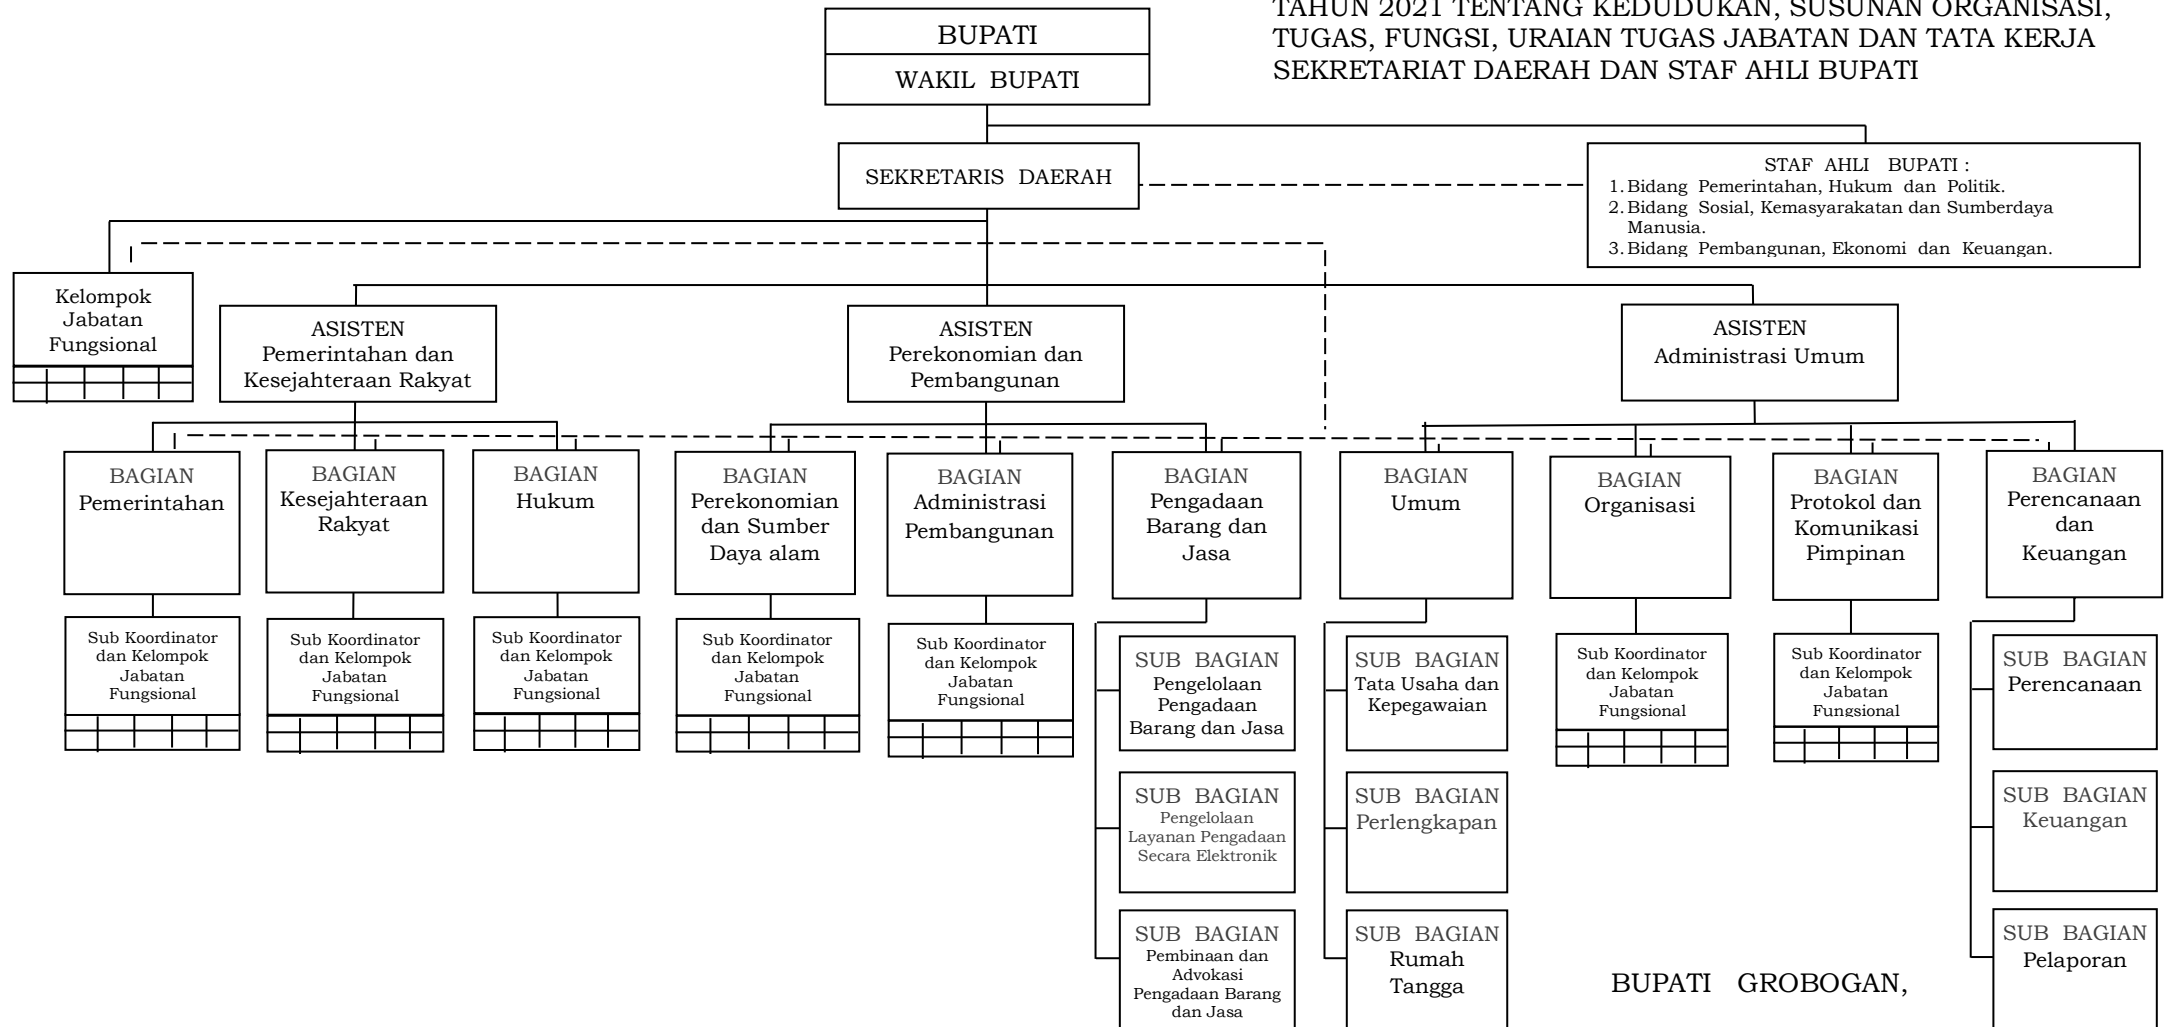 TAHUN 2021 TENTANG KEDUDUKAN, SUSUNAN ORGANISASI,
TUGAS, FUNGSI, URAIAN TUGAS JABATAN DAN TATA KERJA
SEKRETARIAT DAERAH DAN STAF AHLI BUPATI
BUPATI
WAKIL BUPATI
SEKRETARIS DAERAH
STAF AHLI BUPATI :
1. Bidang Pemerintahan, Hukum dan Politik.
2. Bidang Sosial, Kemasyarakatan dan Sumberdaya
Manusia.
3. Bidang Pembangunan, Ekonomi dan Keuangan.
Kelompok
Jabatan
Fungsional
ASISTEN
Pemerintahan dan
Kesejahteraan Rakyat
ASISTEN
Perekonomian dan
Pembangunan
ASISTEN
Administrasi Umum
BAGIAN
Pemerintahan
BAGIAN
Kesejahteraan
Rakyat
BAGIAN
Hukum
BAGIAN
Perekonomian
dan Sumber
Daya alam
BAGIAN
Administrasi
Pembangunan
BAGIAN
Pengadaan
Barang dan
Jasa
BAGIAN
Umum
BAGIAN
Organisasi
BAGIAN
Protokol dan
Komunikasi
Pimpinan
BAGIAN
Perencanaan
dan
Keuangan
Sub Koordinator
dan Kelompok
Jabatan
Fungsional
Sub Koordinator
dan Kelompok
Jabatan
Fungsional
Sub Koordinator
dan Kelompok
Jabatan
Fungsional
Sub Koordinator
dan Kelompok
Jabatan
Fungsional
Sub Koordinator
dan Kelompok
Jabatan
Fungsional
SUB BAGIAN
Pengelolaan
Pengadaan
Barang dan Jasa
SUB BAGIAN
Tata Usaha dan
Kepegawaian
Sub Koordinator
dan Kelompok
Jabatan
Fungsional
Sub Koordinator
dan Kelompok
Jabatan
Fungsional
SUB BAGIAN
Perencanaan
SUB BAGIAN
Pengelolaan
Layanan Pengadaan
Secara Elektronik
SUB BAGIAN
Perlengkapan
SUB BAGIAN
Keuangan
SUB BAGIAN
Pembinaan dan
Advokasi
Pengadaan Barang
dan Jasa
SUB BAGIAN
Rumah
Tangga
SUB BAGIAN
Pelaporan
BUPATI GROBOGAN,